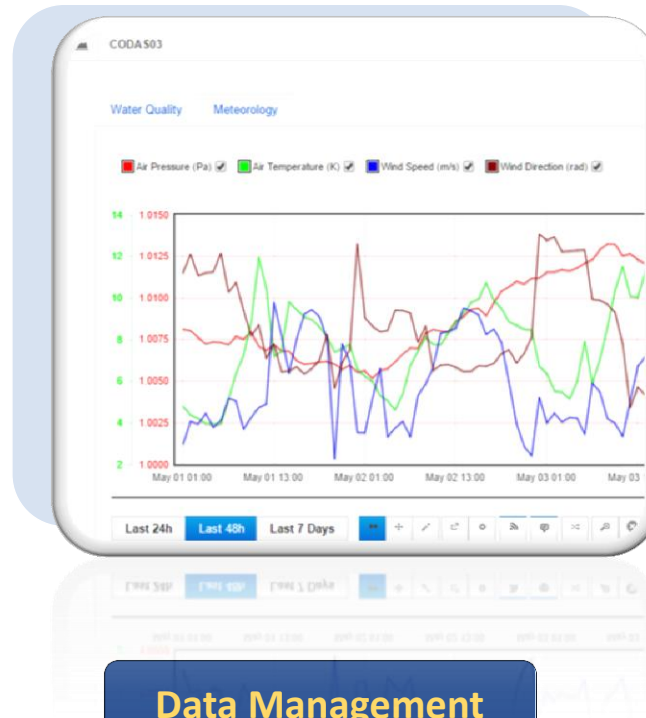 CODAS03
Water Quality Meteorology
Air Pressure (Pa) Air Temperature (K) Wind Speed (m/s) Wind Direction (rad)
14 1.0150
12 1.0125
10 1.0100
8 1.0075
6 1.0050
4 1.0025
2 1.0000
May 01 01:00 May 01 13:00 May 02 01:00 May 02 13:00 May 03 01:00 May 03
Last 24h Last 48h Last 7 Days
Data Management